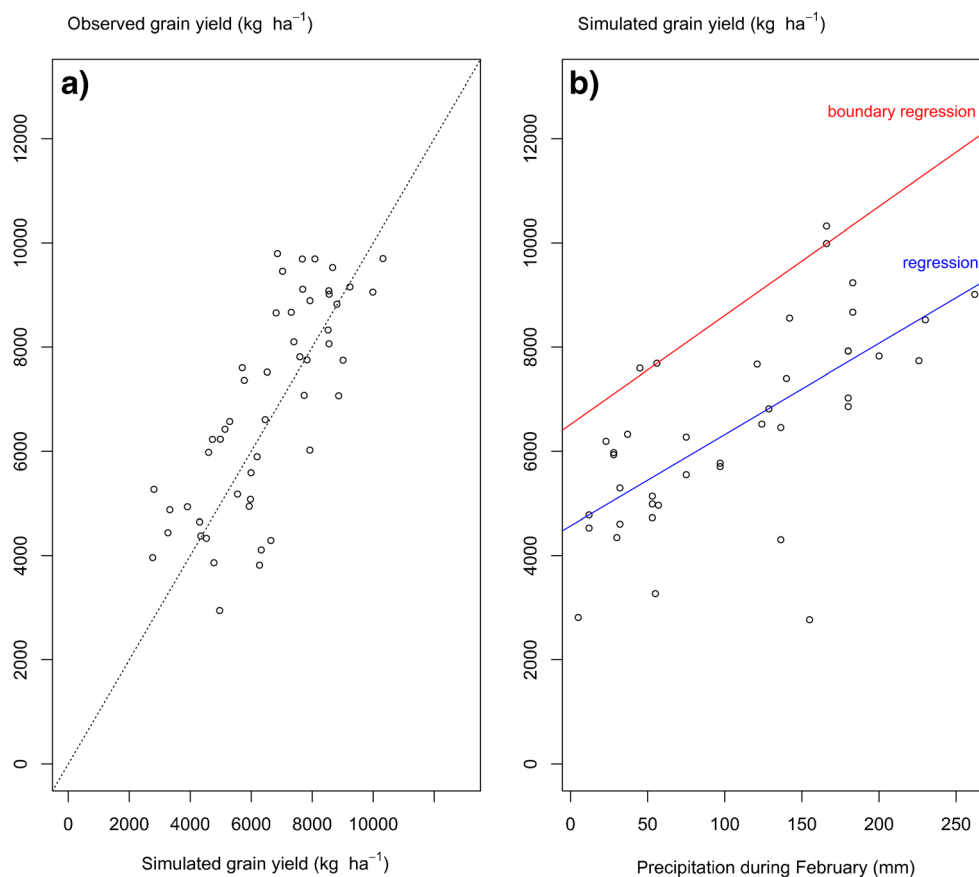 Observed grain yield (kg ha⁻¹)
a)
12000
10000
8000
6000
4000
2000
0
0 2000 4000 6000 8000 10000
Simulated grain yield (kg ha⁻¹)
Simulated grain yield (kg ha⁻¹)
b)
boundary regression
regression
12000
10000
8000
6000
4000
2000
0
0 50 100 150 200 250
Precipitation during February (mm)